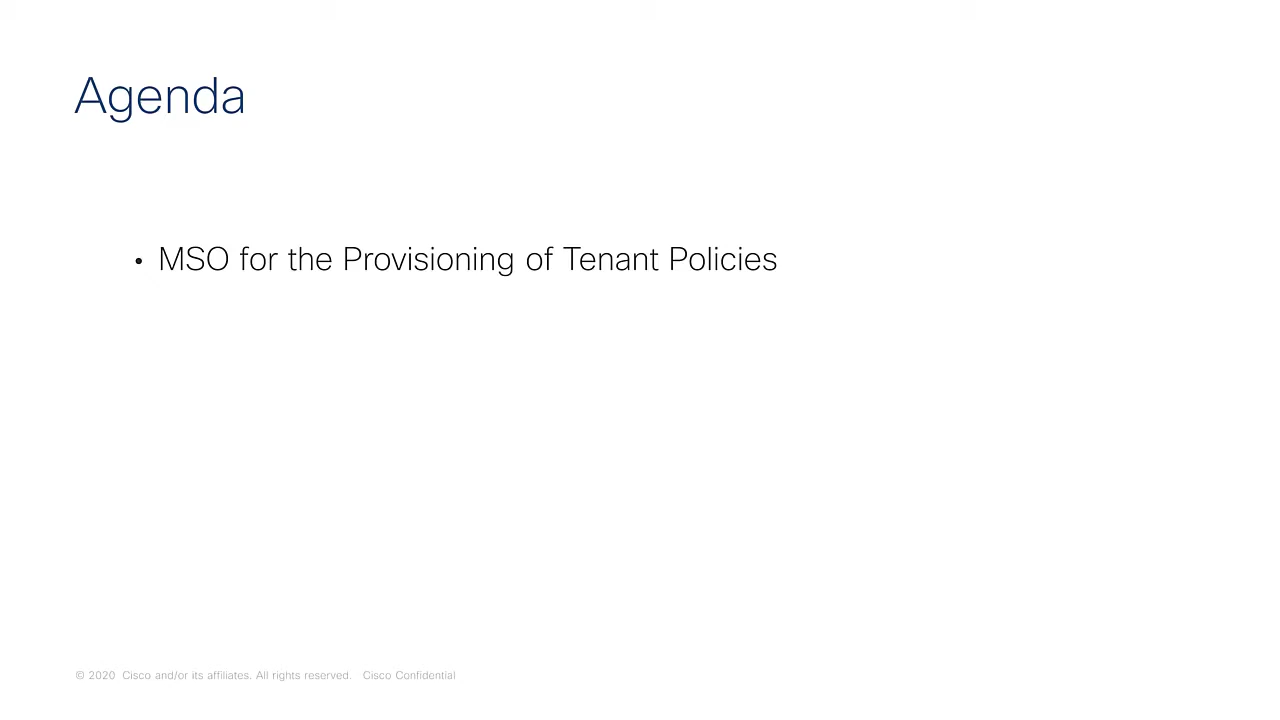 Agenda
• MSO for the Provisioning of Tenant Policies
© 2020 Cisco and/or its affiliates. All rights reserved. Cisco Confidential